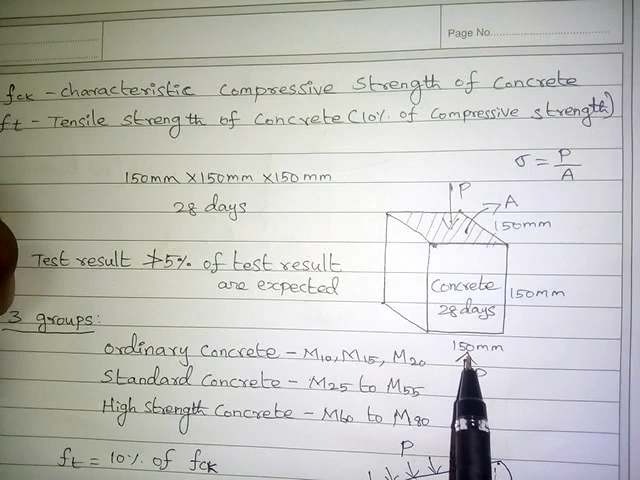 Page No.
fck - characteristic compressive strength of concrete
ft - Tensile strength of concrete (10% of compressive strength)
σ = P/A
150mm X 150mm X 150mm
28 days
P
A
150mm
Test result ≯ 5% of test result
are expected
Concrete
28 days
150mm
150mm
P
3 groups:
Ordinary concrete - M10, M15, M20
Standard concrete - M25 to M55
High strength concrete - M60 to M80
ft = 10% of fck
P